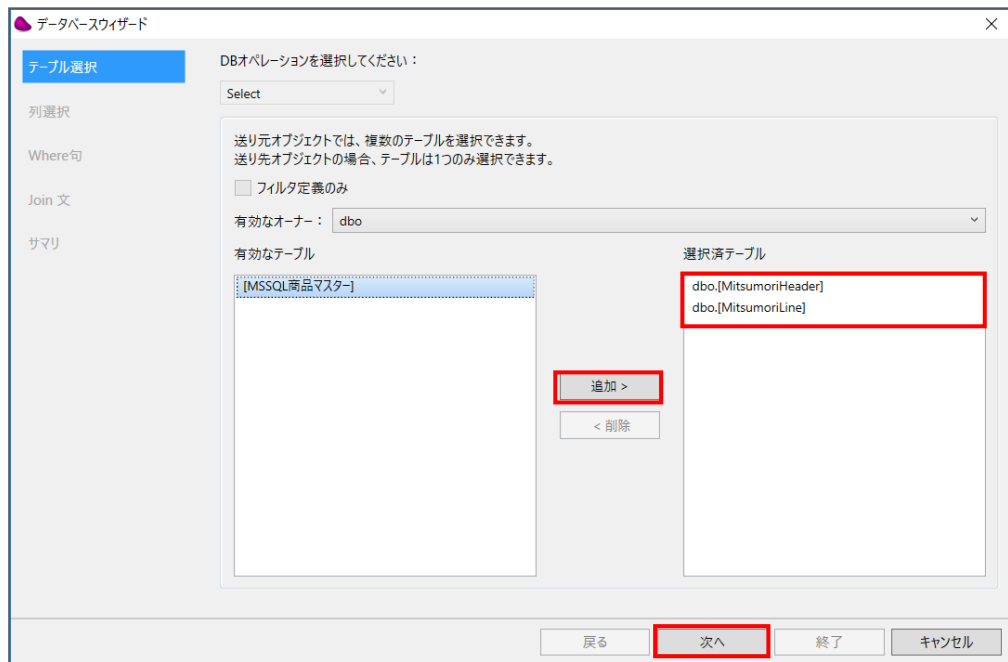 データベースウィザード
テーブル選択
列選択
Where句
Join 文
サマリ
DBオペレーションを選択してください：
Select
送り元オブジェクトでは、複数のテーブルを選択できます。
送り先オブジェクトの場合、テーブルは1つのみ選択できます。
フィルタ定義のみ
有効なオーナー： dbo
有効なテーブル
[MSSQL商品マスター]
追加 >
< 削除
選択済テーブル
dbo.[MitsumoriHeader]
dbo.[MitsumoriLine]
戻る 次へ 終了 キャンセル